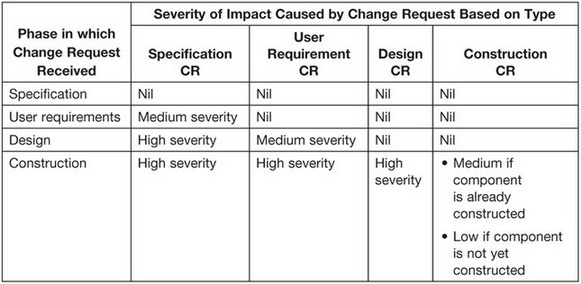 Severity of Impact Caused by Change Request Based on Type
Phase in which
Change Request
Received
Specification
CR
User
Requirement
CR
Design
CR
Construction
CR
Specification Nil Nil Nil Nil
User requirements Medium severity Nil Nil Nil
Design High severity Medium severity Nil Nil
Construction High severity High severity High
severity
• Medium if
component
is already
constructed
• Low if component
is not yet
constructed